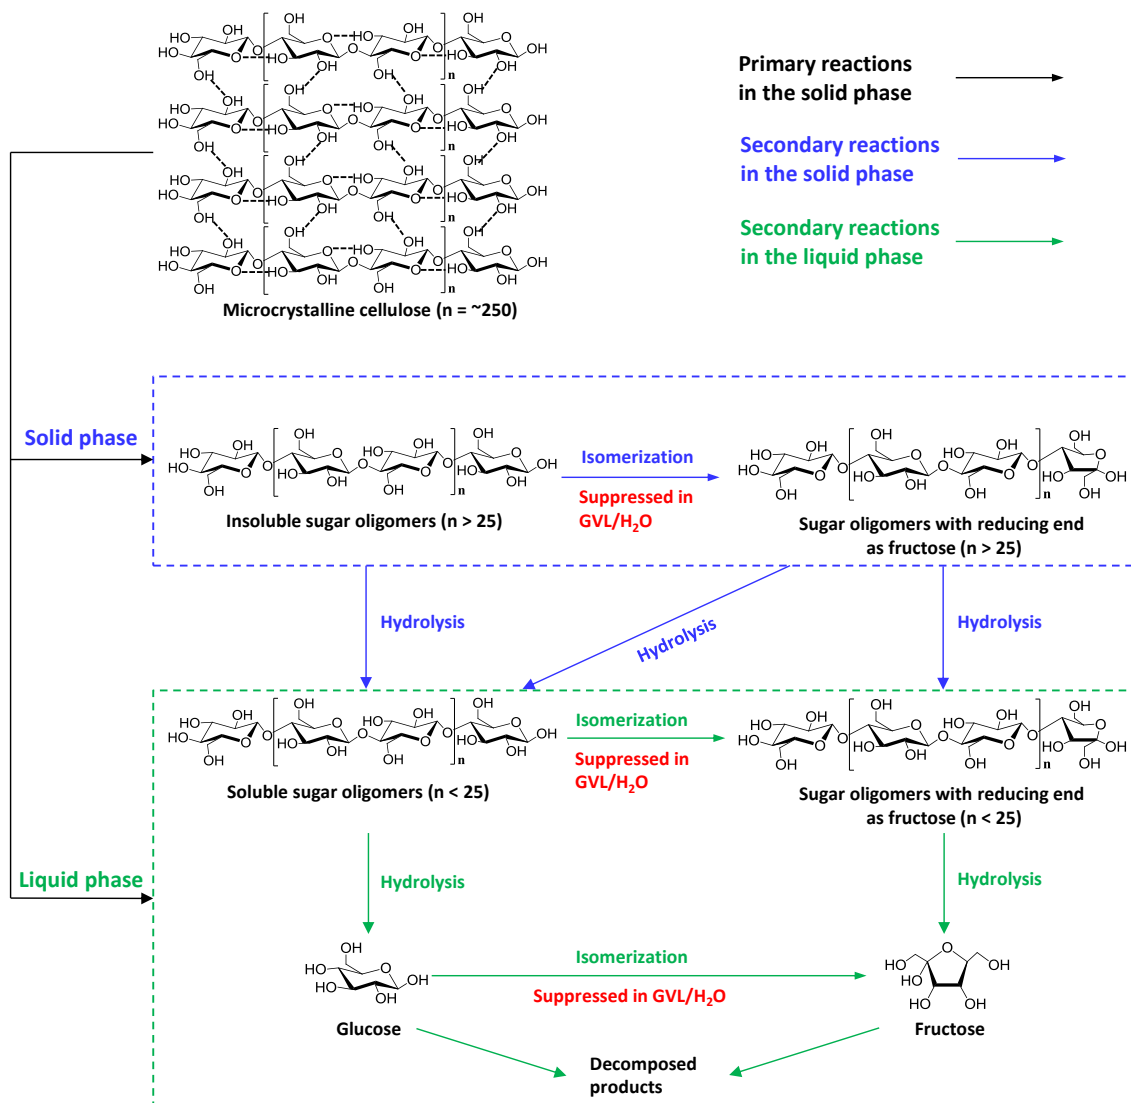 Primary reactions
in the solid phase
Secondary reactions
in the solid phase
Secondary reactions
in the liquid phase
Microcrystalline cellulose (n = ~250)
Solid phase
Isomerization
Suppressed in
GVL/H₂O
Insoluble sugar oligomers (n > 25)
Sugar oligomers with reducing end
as fructose (n > 25)
Hydrolysis
Hydrolysis
Hydrolysis
Isomerization
Suppressed in
GVL/H₂O
Soluble sugar oligomers (n < 25)
Sugar oligomers with reducing end
as fructose (n < 25)
Liquid phase
Hydrolysis
Hydrolysis
Isomerization
Suppressed in GVL/H₂O
Glucose
Fructose
Decomposed
products